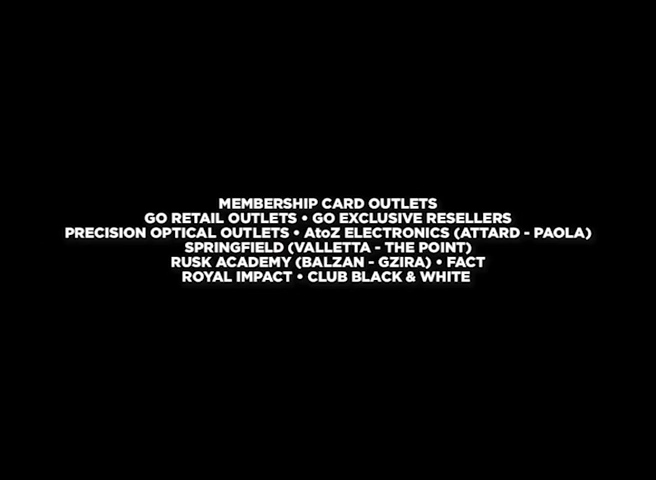 MEMBERSHIP CARD OUTLETS
GO RETAIL OUTLETS • GO EXCLUSIVE RESELLERS
PRECISION OPTICAL OUTLETS • AtoZ ELECTRONICS (ATTARD - PAOLA)
SPRINGFIELD (VALLETTA - THE POINT)
RUSK ACADEMY (BALZAN - GZIRA) • FACT
ROYAL IMPACT • CLUB BLACK & WHITE